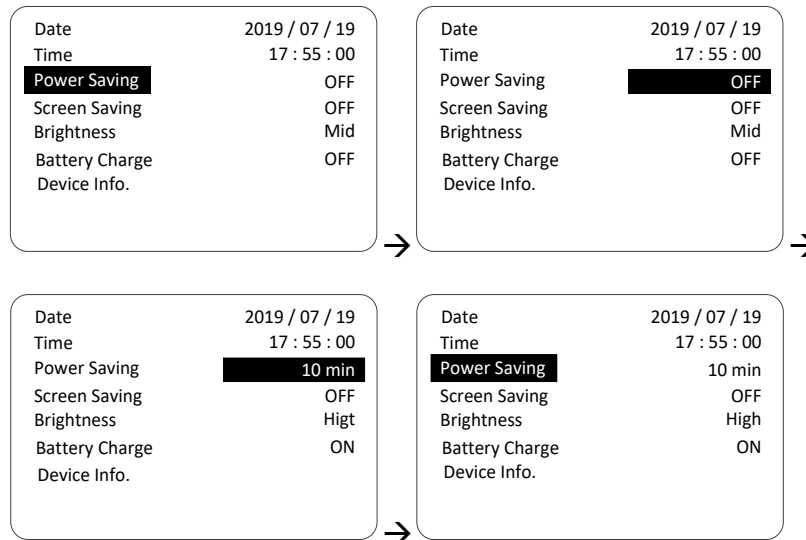 Date 2019 / 07 / 19
Time 17 : 55 : 00
Power Saving OFF
Screen Saving OFF
Brightness Mid
Battery Charge OFF
Device Info.
→
Date 2019 / 07 / 19
Time 17 : 55 : 00
Power Saving OFF
Screen Saving OFF
Brightness Mid
Battery Charge OFF
Device Info.
→
Date 2019 / 07 / 19
Time 17 : 55 : 00
Power Saving 10 min
Screen Saving OFF
Brightness Higt
Battery Charge ON
Device Info.
→
Date 2019 / 07 / 19
Time 17 : 55 : 00
Power Saving 10 min
Screen Saving OFF
Brightness High
Battery Charge ON
Device Info.